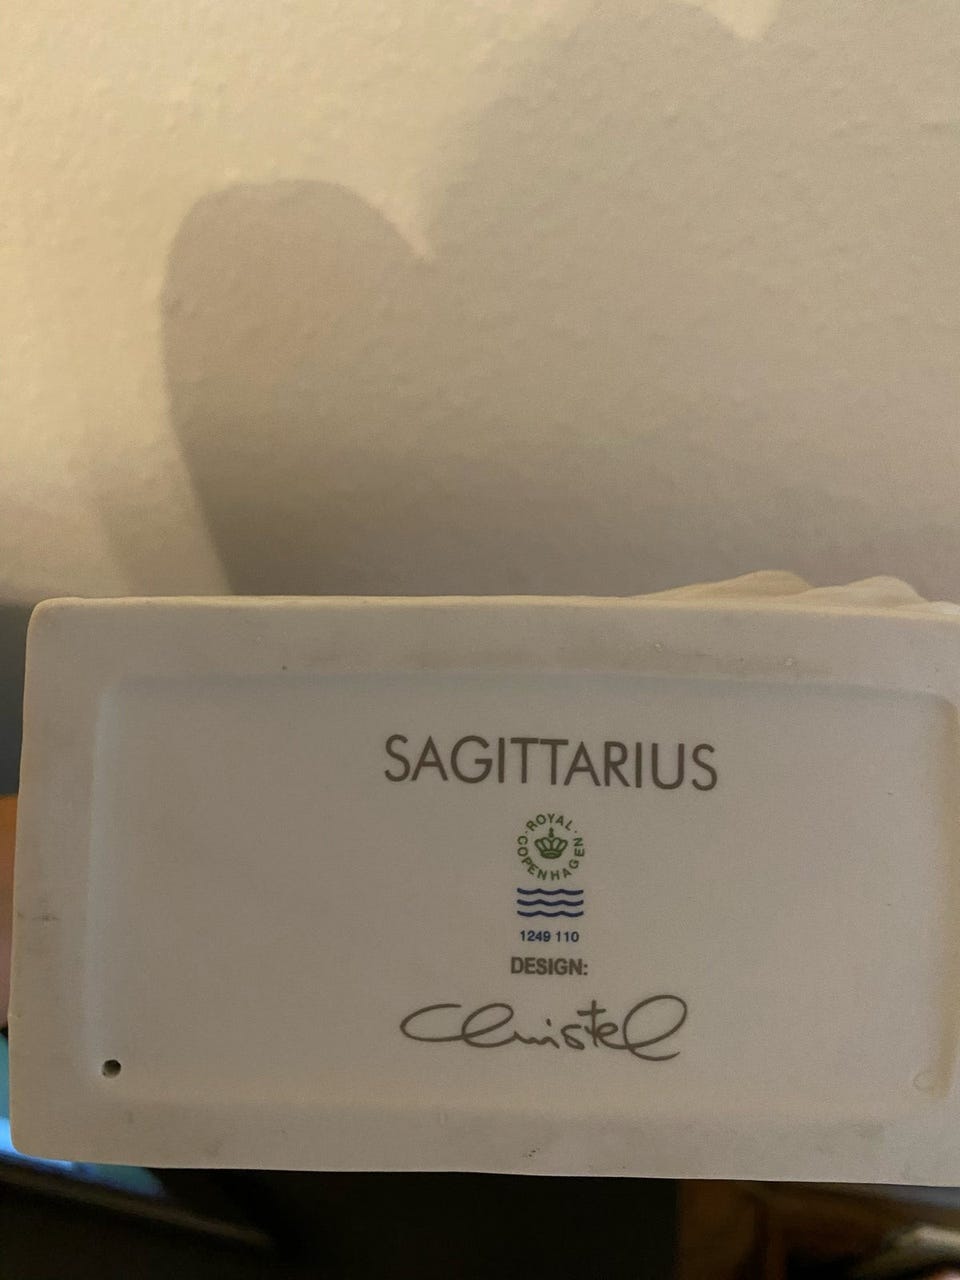 SAGITTARIUS
ROYAL COPENHAGEN
1249 110
DESIGN:
Christel